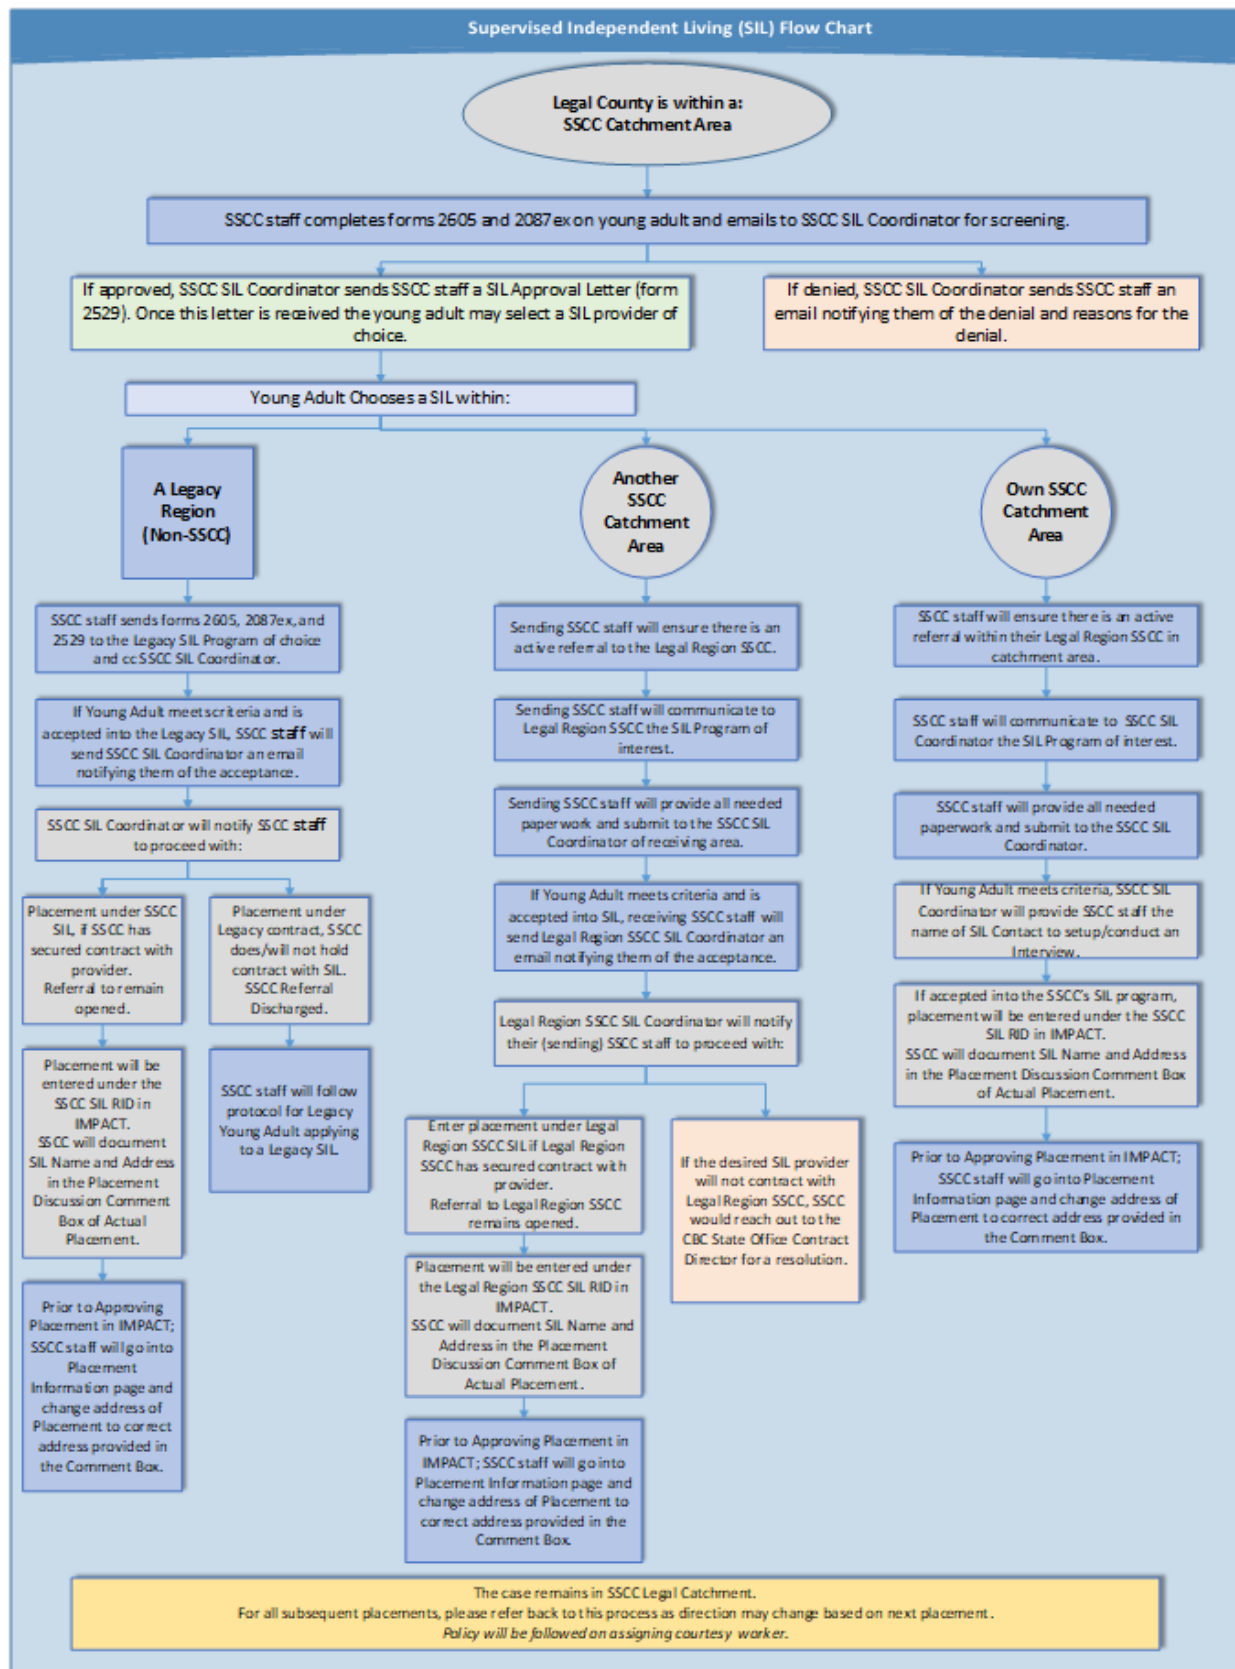 Supervised Independent Living (SIL) Flow Chart
Legal County is within a:
SSCC Catchment Area
SSCC staff completes forms 2605 and 2087ex on young adult and emails to SSCC SIL Coordinator for screening.
If approved, SSCC SIL Coordinator sends SSCC staff a SIL Approval Letter (form
2529). Once this letter is received the young adult may select a SIL provider of
choice.
If denied, SSCC SIL Coordinator sends SSCC staff an
email notifying them of the denial and reasons for the
denial.
Young Adult Chooses a SIL within:
A Legacy
Region
(Non-SSCC)
SSCC staff sends forms 2605, 2087ex, and
2529 to the Legacy SIL Program of choice
and cc SSCC SIL Coordinator.
If Young Adult meets criteria and is
accepted into the Legacy SIL, SSCC staff will
send SSCC SIL Coordinator an email
notifying them of the acceptance.
SSCC SIL Coordinator will notify SSCC staff
to proceed with:
Placement under SSCC
SIL, if SSCC has
secured contract with
provider.
Referral to remain
opened.
Placement will be
entered under the
SSCC SIL RID in
IMPACT.
SSCC will document
SIL Name and Address
in the Placement
Discussion Comment
Box of Actual
Placement.
Prior to Approving
Placement in IMPACT;
SSCC staff will go into
Placement
Information page and
change address of
Placement to correct
address provided in
the Comment Box.
Placement under
Legacy contract, SSCC
does/will not hold
contract with SIL.
SSCC Referral
Discharged.
SSCC staff will follow
protocol for Legacy
Young Adult applying
to a Legacy SIL.
Another
SSCC
Catchment
Area
Sending SSCC staff will ensure there is an
active referral to the Legal Region SSCC.
Sending SSCC staff will communicate to
Legal Region SSCC the SIL Program of
interest.
Sending SSCC staff will provide all needed
paperwork and submit to the SSCC SIL
Coordinator of receiving area.
If Young Adult meets criteria and is
accepted into SIL, receiving SSCC staff will
send Legal Region SSCC SIL Coordinator an
email notifying them of the acceptance.
Legal Region SSCC SIL Coordinator will notify
their (sending) SSCC staff to proceed with:
Enter placement under Legal
Region SSCC SIL if Legal Region
SSCC has secured contract with
provider.
Referral to Legal Region SSCC
remains opened.
Placement will be entered under
the Legal Region SSCC SIL RID in
IMPACT.
SSCC will document SIL Name and
Address in the Placement
Discussion Comment Box of
Actual Placement.
Prior to Approving Placement in
IMPACT; SSCC staff will go into
Placement Information page and
change address of Placement to
correct address provided in the
Comment Box.
If the desired SIL provider
will not contract with
Legal Region SSCC, SSCC
would reach out to the
CBC State Office Contract
Director for a resolution.
Own SSCC
Catchment
Area
SSCC staff will ensure there is an active
referral within their Legal Region SSCC in
catchment area.
SSCC staff will communicate to SSCC SIL
Coordinator the SIL Program of interest.
SSCC staff will provide all needed
paperwork and submit to the SSCC SIL
Coordinator.
If Young Adult meets criteria, SSCC SIL
Coordinator will provide SSCC staff the
name of SIL Contact to setup/conduct an
Interview.
If accepted into the SSCC's SIL program,
placement will be entered under the SSCC
SIL RID in IMPACT.
SSCC will document SIL Name and Address
in the Placement Discussion Comment Box
of Actual Placement.
Prior to Approving Placement in IMPACT;
SSCC staff will go into Placement
Information page and change address of
Placement to correct address provided in
the Comment Box.
The case remains in SSCC Legal Catchment.
For all subsequent placements, please refer back to this process as direction may change based on next placement.
Policy will be followed on assigning courtesy worker.